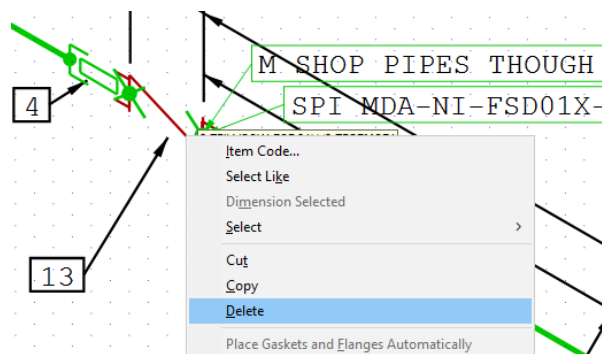 M SHOP PIPES THOUGH
4
SPI MDA-NI-FSD01X-
Item Code...
Select Like
Dimension Selected
Select
13
Cut
Copy
Delete
Place Gaskets and Flanges Automatically